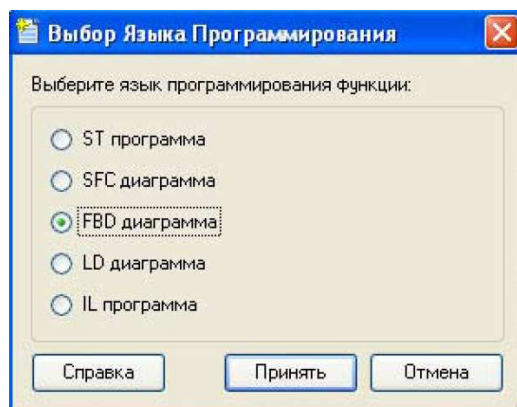 Выбор Языка Программирования
Выберите язык программирования функции:
ST программа
SFC диаграмма
FBD диаграмма
LD диаграмма
IL программа
Справка Принять Отмена